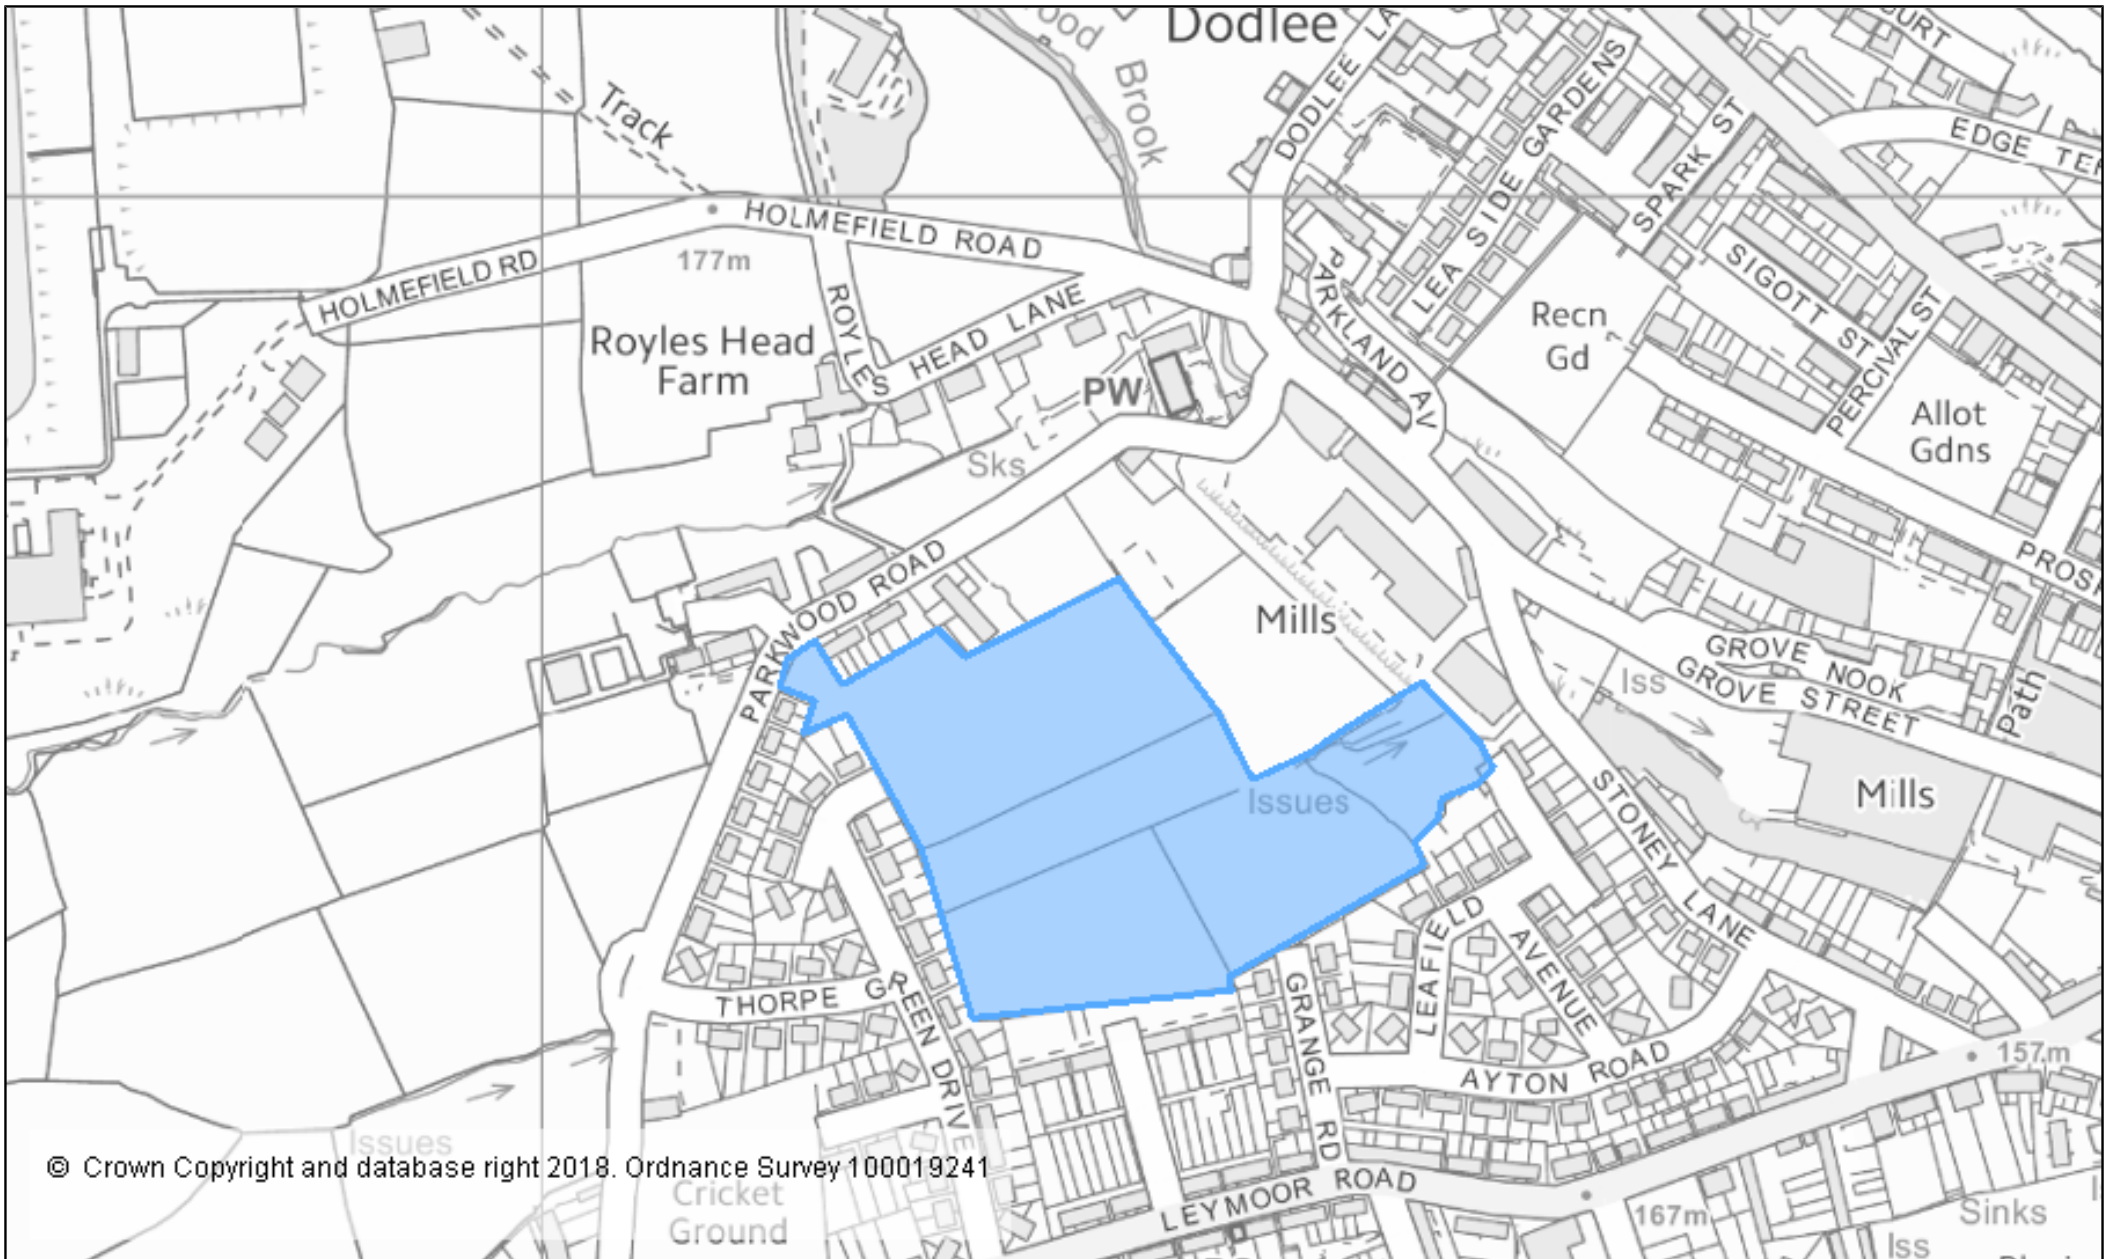 Dodlee
Brook
DODLEE
Track
LEA SIDE GARDENS
SPARK ST
EDGE
HOLMEFIELD ROAD
HOLMEFIELD RD
177m
ROYLES HEAD LANE
PARKLAND AV
Recn
Gd
SIGOTT ST
PERCIVAL ST
Royles Head
Farm
PW
Allot
Gdns
Sks
PARKWOOD ROAD
Mills
GROVE NOOK
GROVE STREET
Iss
Path
Mills
Issues
STONEY LANE
LEAFIELD AVENUE
THORPE GREEN DRIVE
GRANGE RD
AYTON ROAD
157m
Issues
© Crown Copyright and database right 2018. Ordnance Survey 100019241
Cricket
Ground
LEYMOOR ROAD
167m
Sinks
Iss